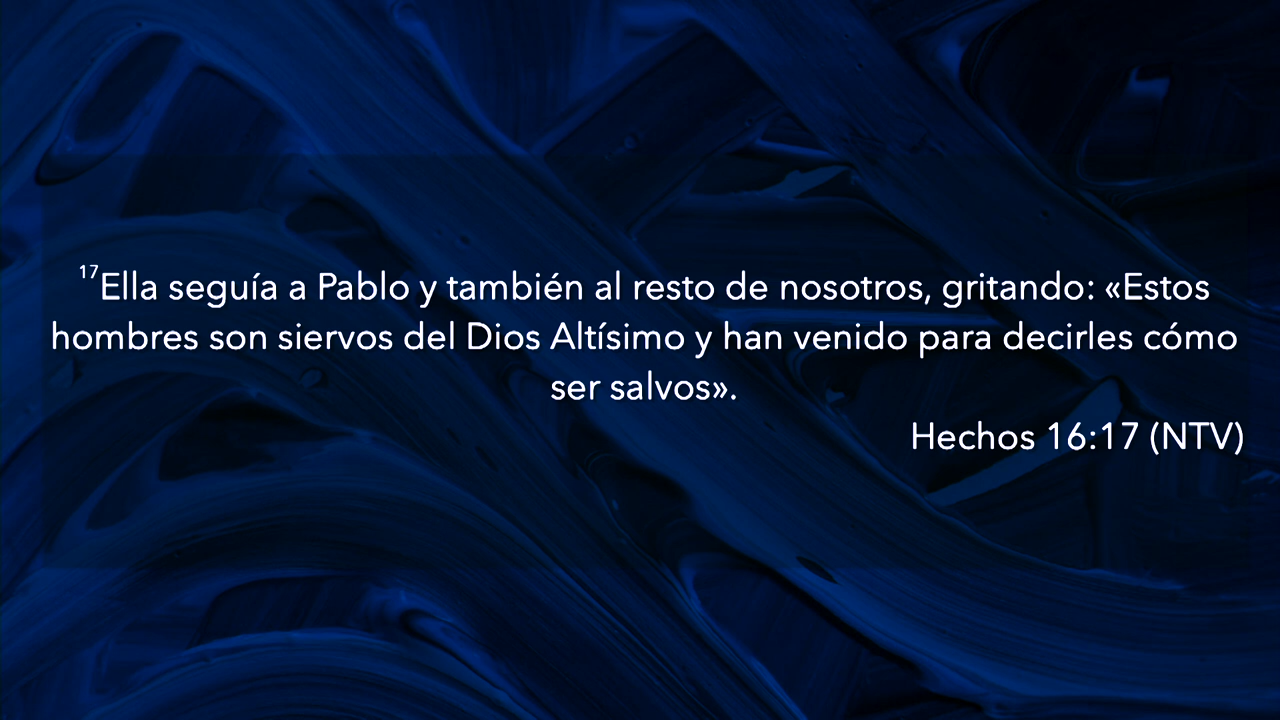 17Ella seguía a Pablo y también al resto de nosotros, gritando: «Estos
hombres son siervos del Dios Altísimo y han venido para decirles cómo
ser salvos».
Hechos 16:17 (NTV)